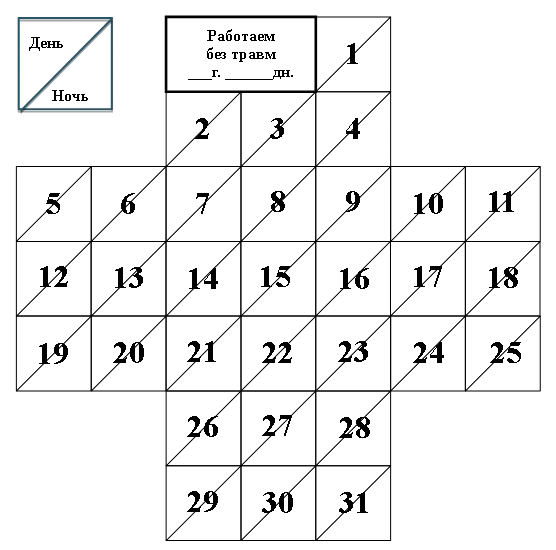 День
Ночь
Работаем
без травм
___г. ______дн.
1
2 3 4
5 6 7 8 9 10 11
12 13 14 15 16 17 18
19 20 21 22 23 24 25
26 27 28
29 30 31